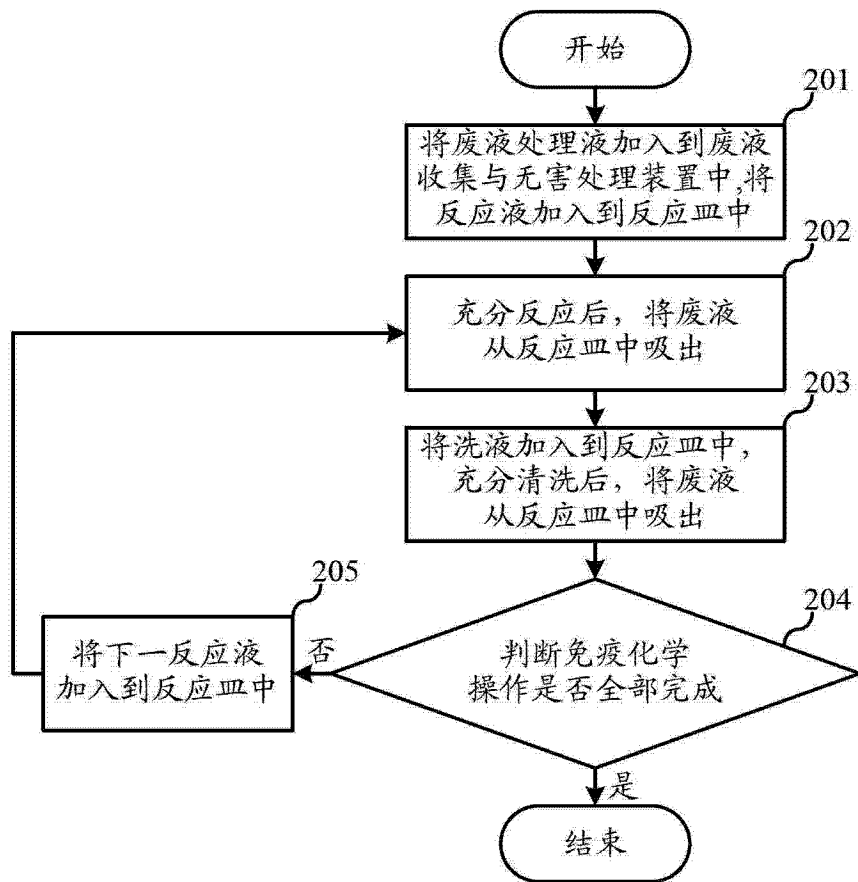 开始
201
将废液处理液加入到废液
收集与无害处理装置中,将
反应液加入到反应皿中
202
充分反应后，将废液
从反应皿中吸出
203
将洗液加入到反应皿中，
充分清洗后，将废液
从反应皿中吸出
204
判断免疫化学
操作是否全部完成
否
205
将下一反应液
加入到反应皿中
是
结束